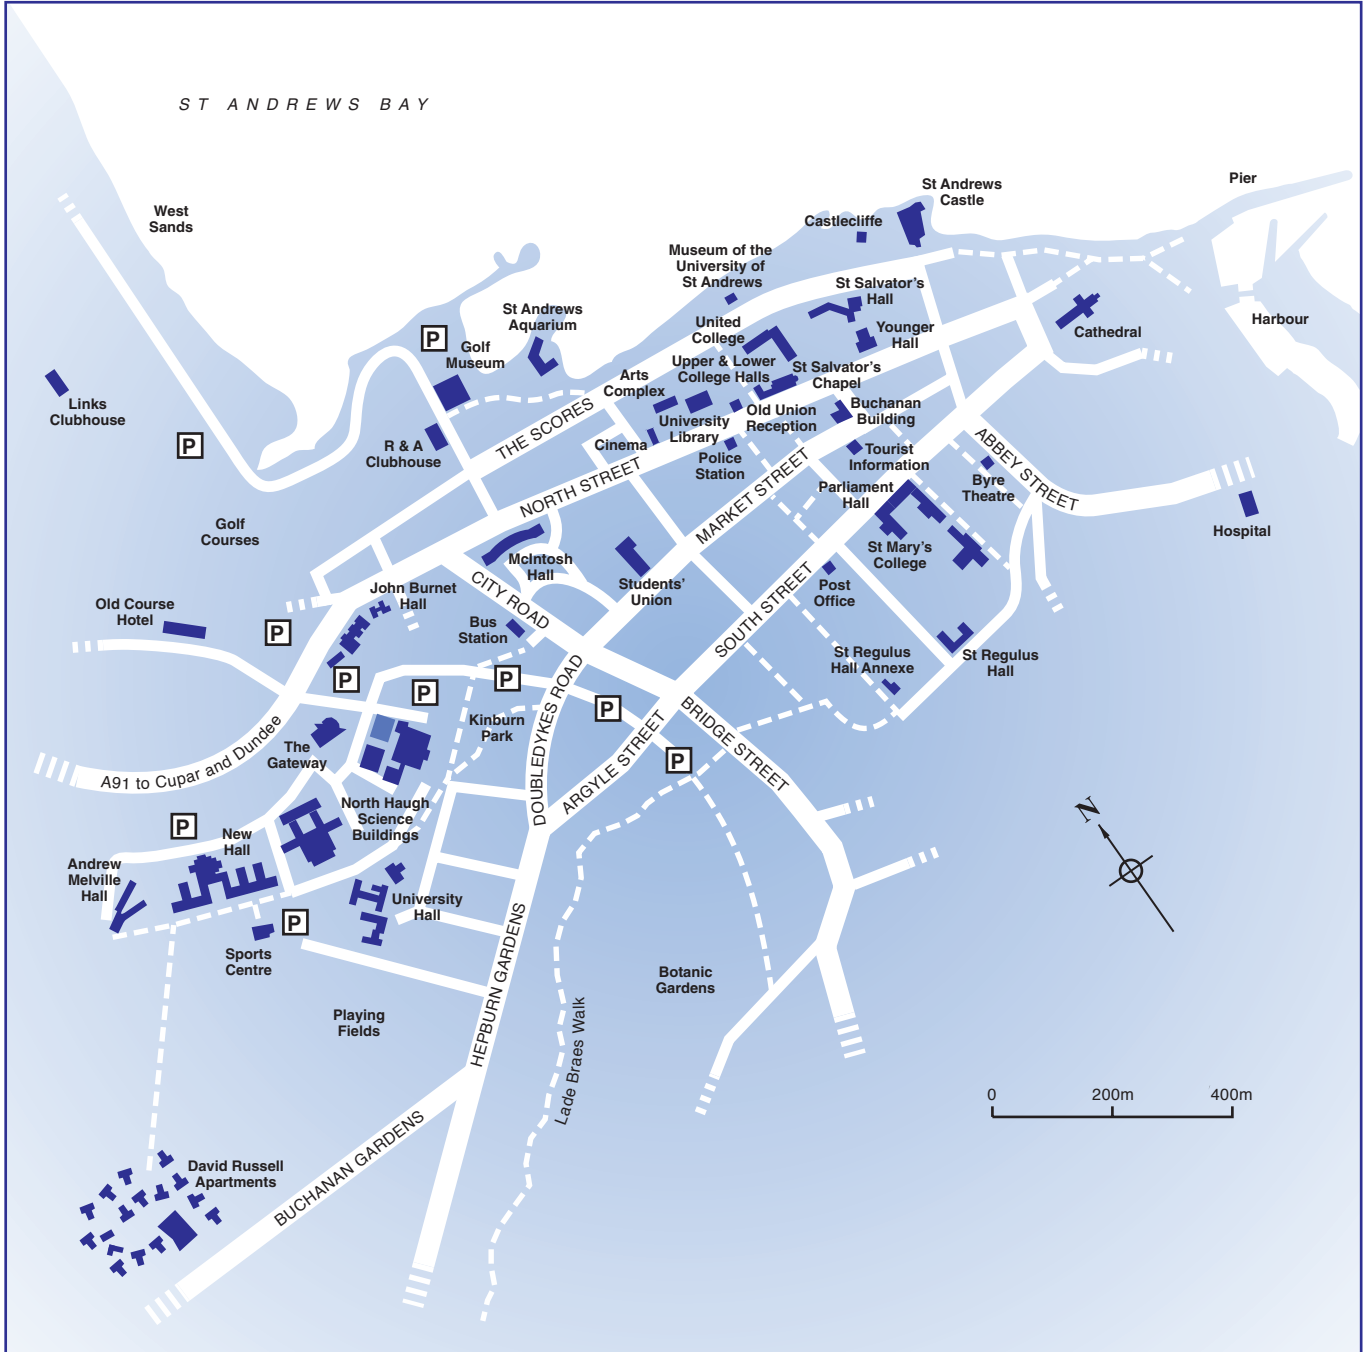 ST ANDREWS BAY
Pier
St Andrews
Castle
Castlecliffe
West
Sands
Museum of the
University of
St Andrews
St Salvator's
Hall
St Andrews
Aquarium
United
College
Younger
Hall
Cathedral
Harbour
P
Golf
Museum
Upper & Lower
College Halls
St Salvator's
Chapel
Arts
Complex
Links
Clubhouse
Buchanan
Building
Old Union
Reception
University
Library
THE SCORES
P
R & A
Clubhouse
Cinema
Police
Station
Tourist
Information
ABBEY STREET
NORTH STREET
MARKET STREET
Byre
Theatre
Parliament
Hall
Golf
Courses
Hospital
St Mary's
College
McIntosh
Hall
Students'
Union
CITY ROAD
John Burnet
Hall
Post
Office
SOUTH STREET
Old Course
Hotel
P
Bus
Station
St Regulus
Hall Annexe
St Regulus
Hall
P
P
P
P
Kinburn
Park
DOUBLEDYKES ROAD
ARGYLE STREET
BRIDGE STREET
The
Gateway
A91 to Cupar and Dundee
P
North Haugh
Science
Buildings
N
P
New
Hall
Andrew
Melville
Hall
University
Hall
P
Sports
Centre
HEPBURN GARDENS
Botanic
Gardens
Playing
Fields
Lade Braes Walk
0 200m 400m
BUCHANAN GARDENS
David Russell
Apartments